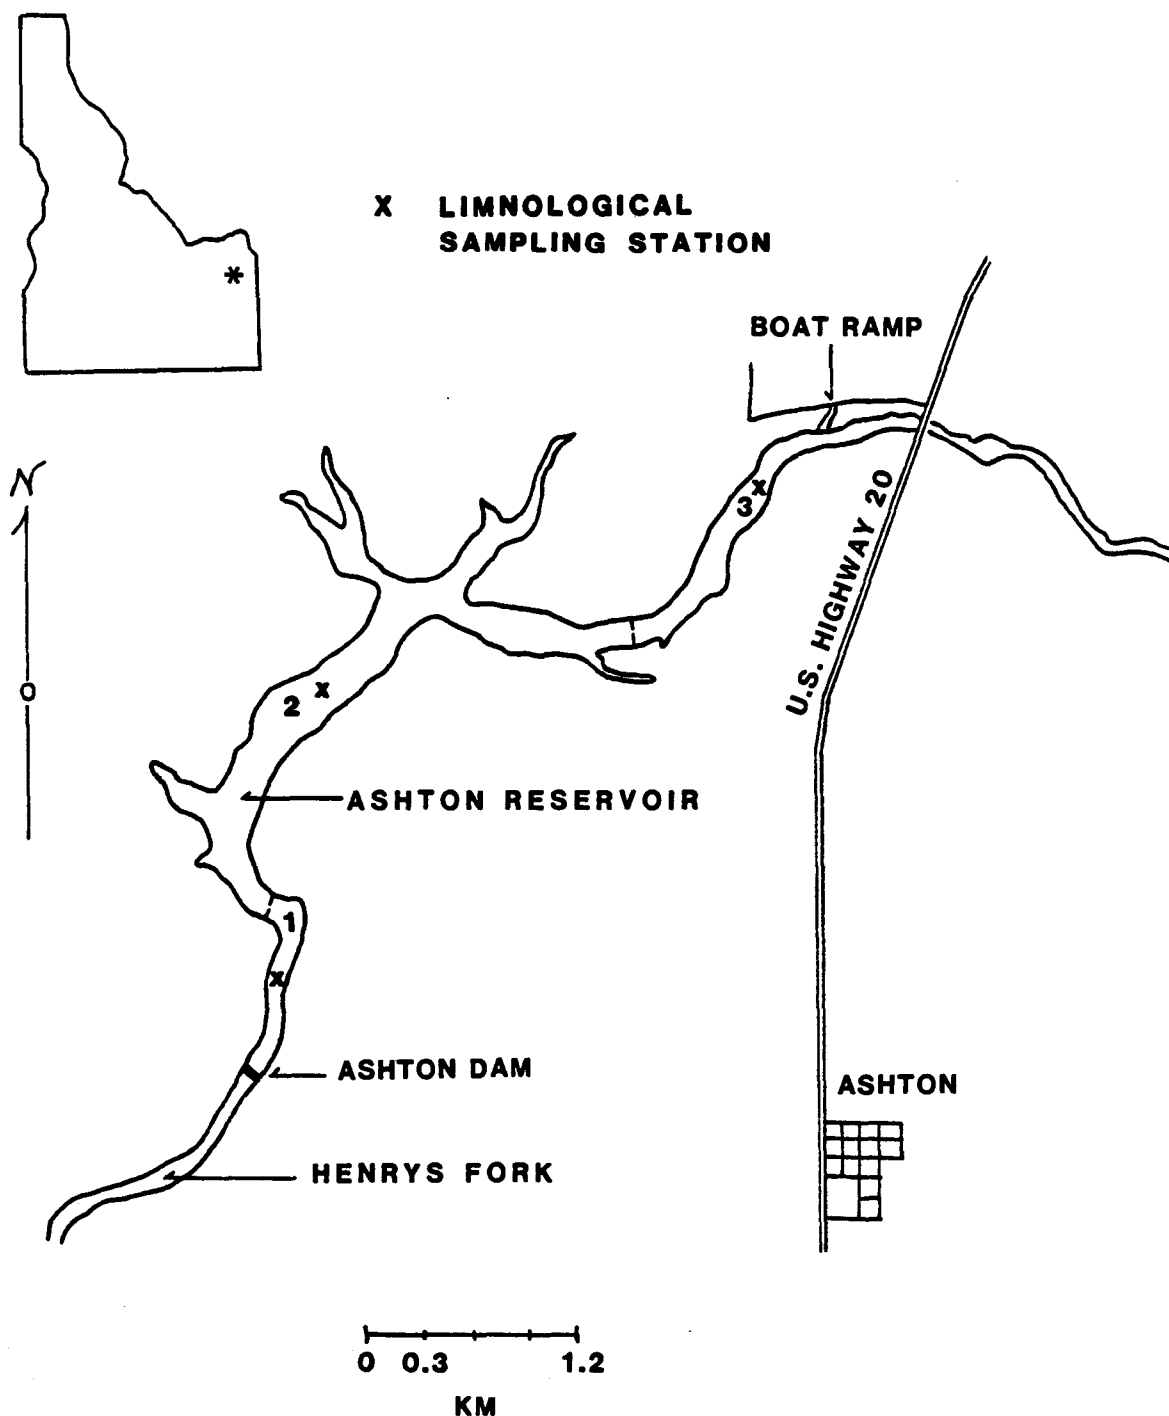 X LIMNOLOGICAL
SAMPLING STATION
*
BOAT RAMP
N
3
X
U.S. HIGHWAY 20
2
X
ASHTON RESERVOIR
1
X
ASHTON DAM
ASHTON
HENRYS FORK
0 0.3 1.2
KM